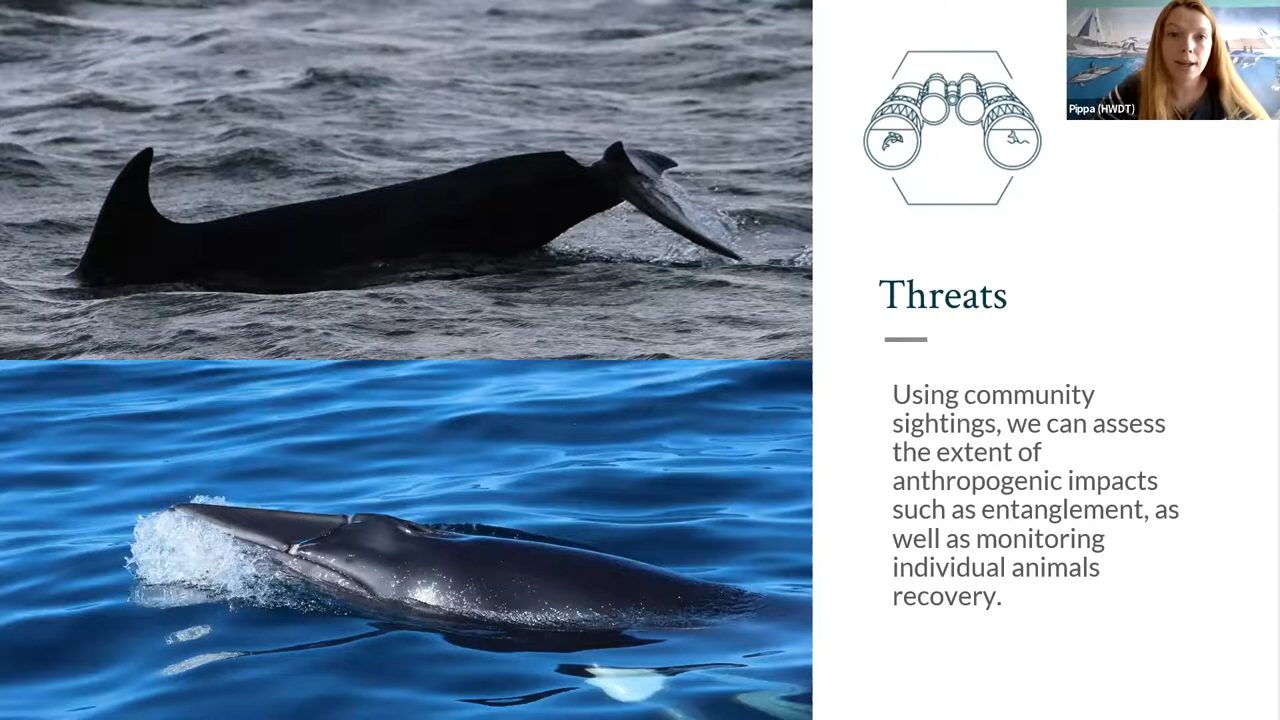 Pippa (HWDT)
Threats
Using community
sightings, we can assess
the extent of
anthropogenic impacts
such as entanglement, as
well as monitoring
individual animals
recovery.